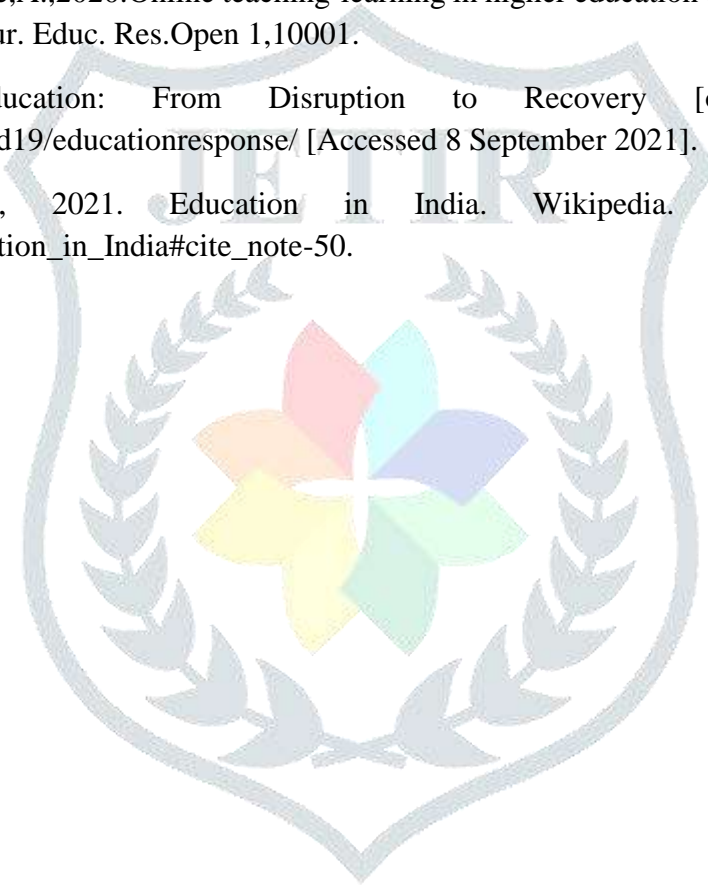 2020.Online teaching-learning in higher education
ur. Educ. Res.Open 1,10001.
ducation: From Disruption to Recovery [
d19/educationresponse/ [Accessed 8 September 2021].
, 2021. Education in India. Wikipedia.
tion_in_India#cite_note-50.
JETIR